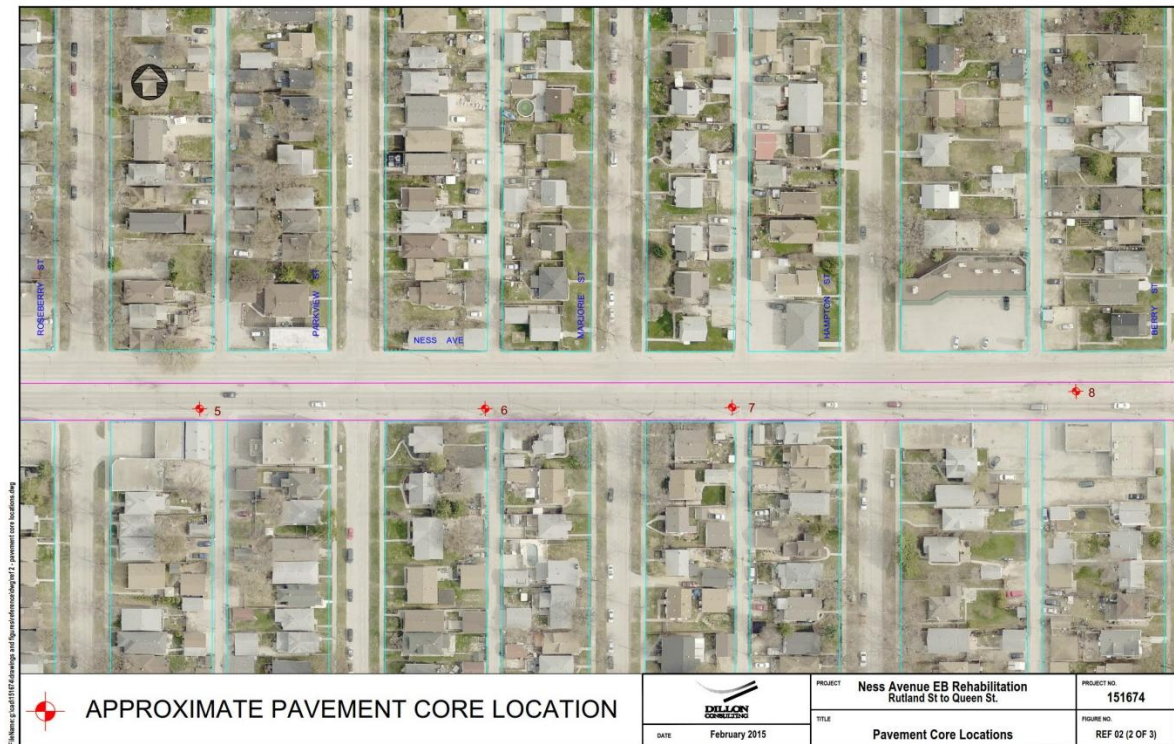 ROSEBERRY ST
PARKVIEW ST
NESS AVE
MARJORIE ST
HAMPTON ST
BERRY ST
5
6
7
8
APPROXIMATE PAVEMENT CORE LOCATION
DILLON
CONSULTING
DATE February 2015
PROJECT Ness Avenue EB Rehabilitation
Rutland St to Queen St.
TITLE Pavement Core Locations
PROJECT NO.
151674
FIGURE NO.
REF 02 (2 OF 3)